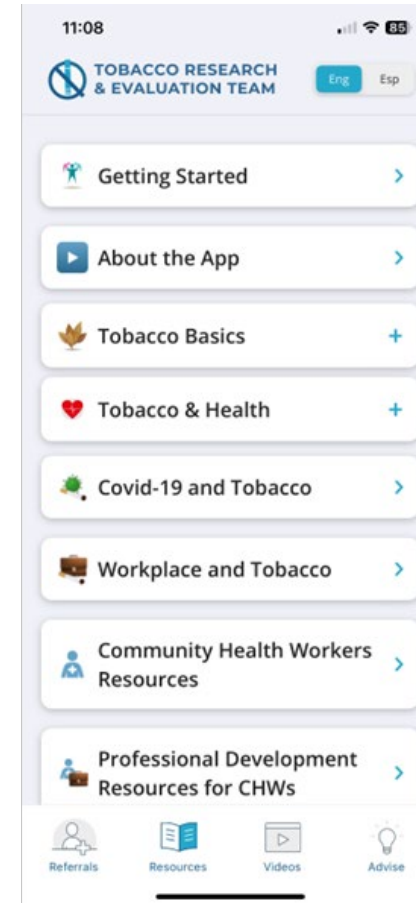 11:08
85
TOBACCO RESEARCH
& EVALUATION TEAM
Eng
Esp
Getting Started
About the App
Tobacco Basics
Tobacco & Health
Covid-19 and Tobacco
Workplace and Tobacco
Community Health Workers
Resources
Professional Development
Resources for CHWs
Referrals
Resources
Videos
Advise